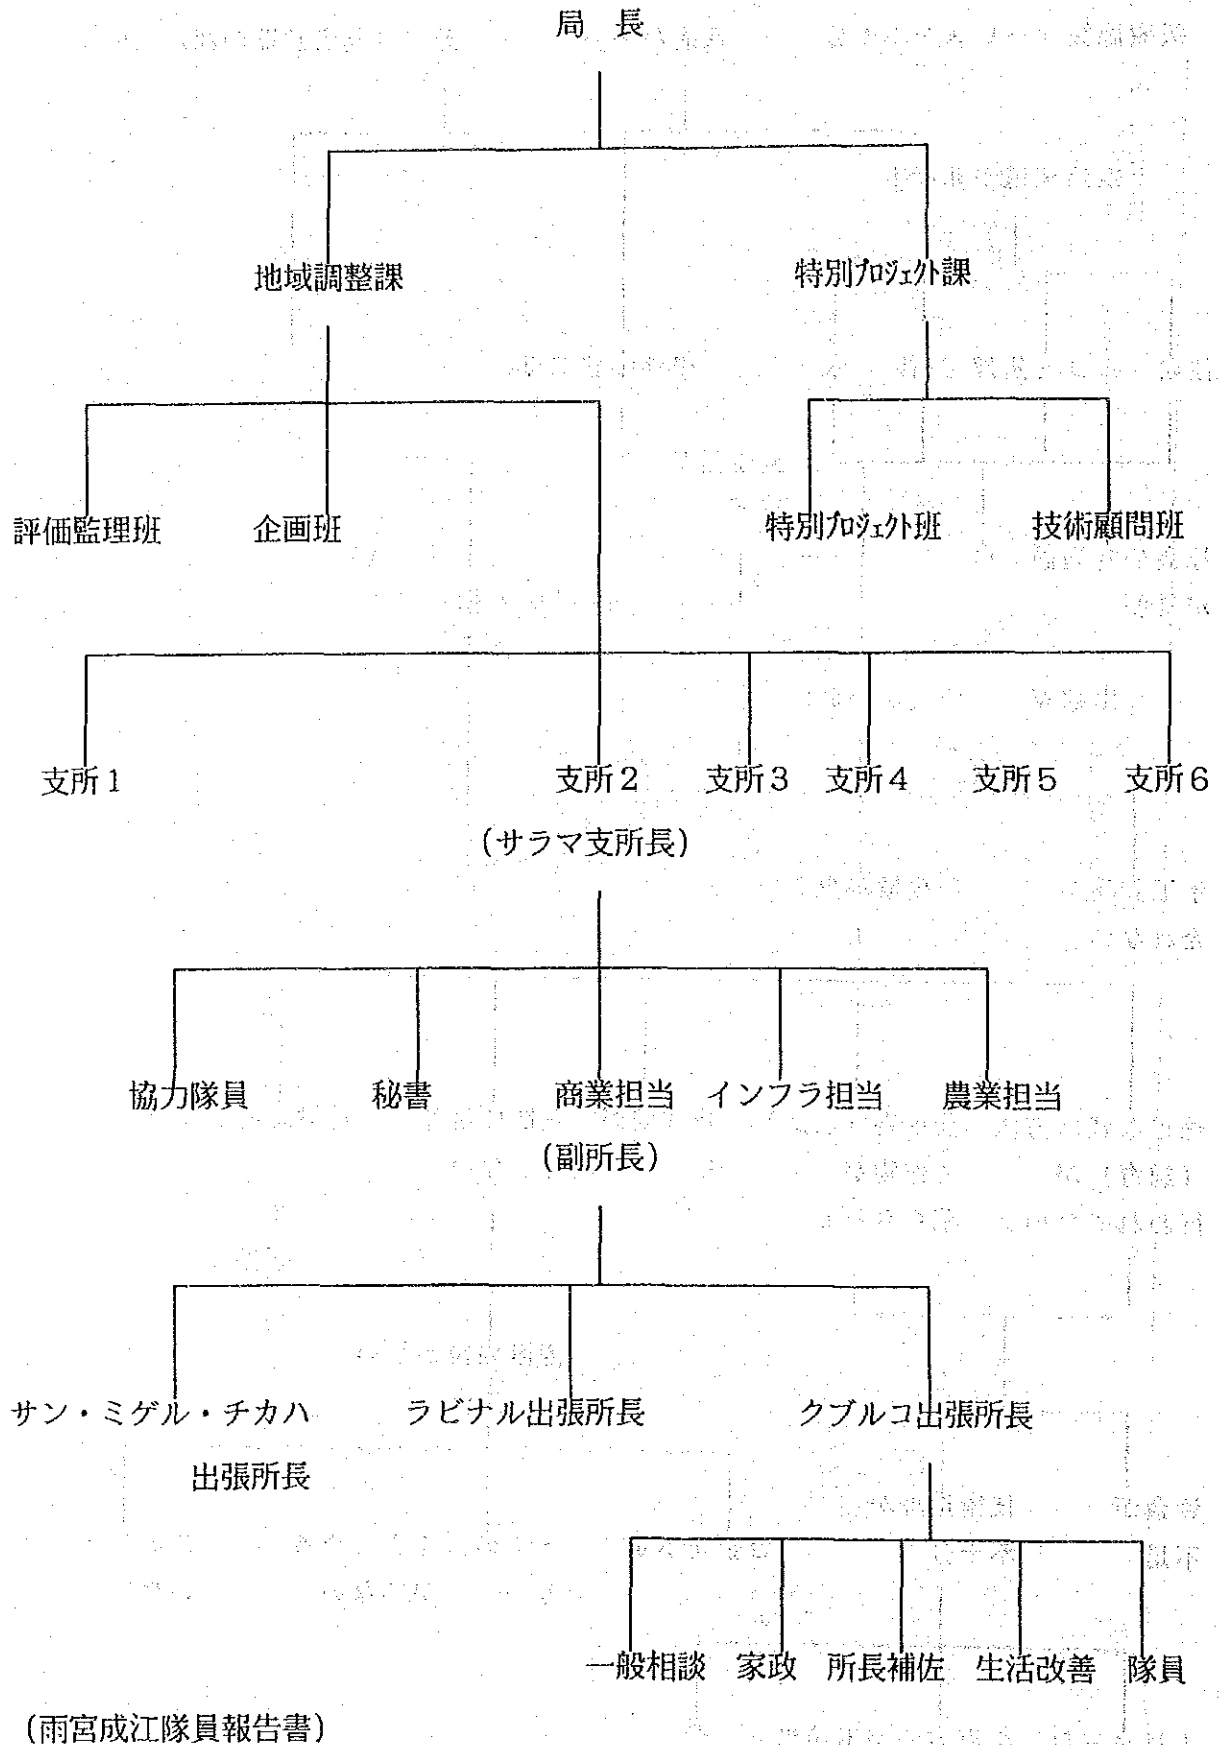 局 長
地域調整課 特別プロジェクト課
評価監理班 企画班 特別プロジェクト班 技術顧問班
支所1 支所2 支所3 支所4 支所5 支所6
(サラマ支所長)
協力隊員 秘書 商業担当 インフラ担当 農業担当
(副所長)
サン・ミゲル・チカハ ラビナル出張所長 クブルコ出張所長
出張所長
一般相談 家政 所長補佐 生活改善 隊員
(雨宮成江隊員報告書)